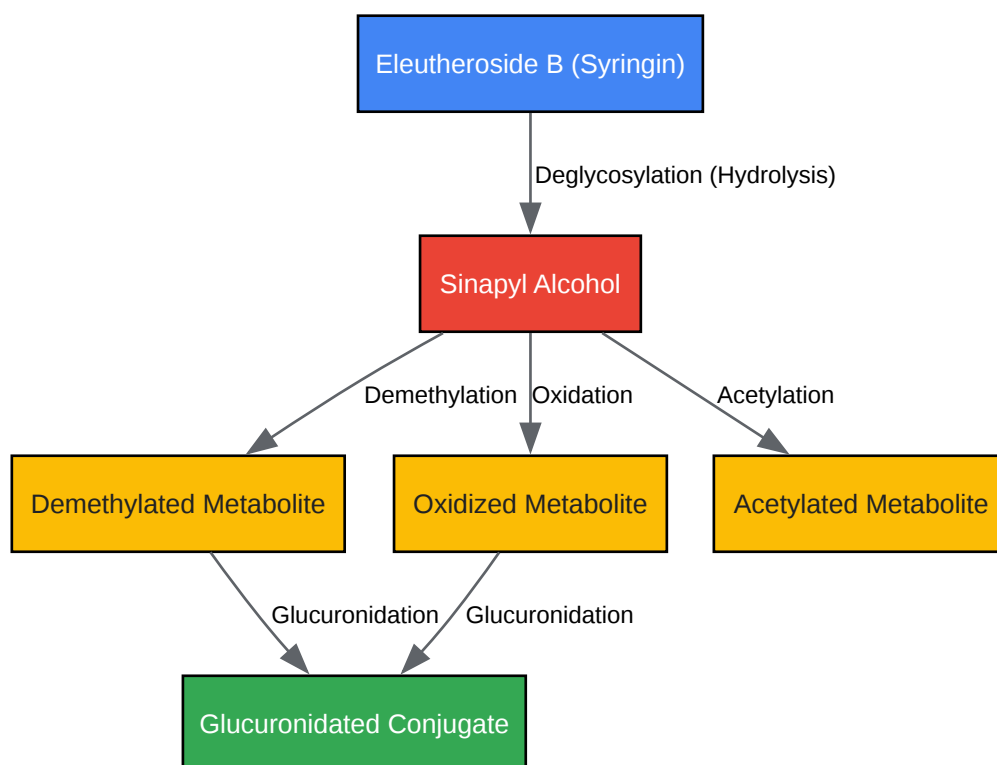 Eleutheroside B (Syringin)
Deglycosylation (Hydrolysis)
Sinapyl Alcohol
Demethylation
Oxidation
Acetylation
Demethylated Metabolite
Oxidized Metabolite
Acetylated Metabolite
Glucuronidation
Glucuronidation
Glucuronidated Conjugate